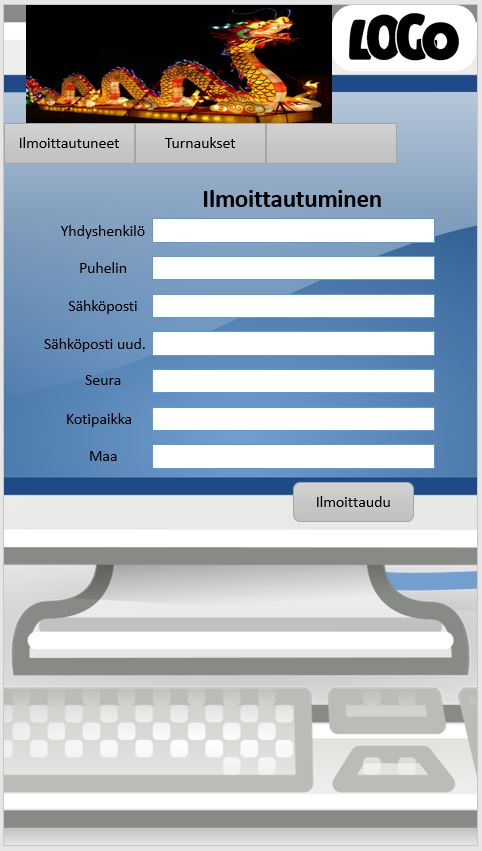 LOGO
Ilmoittautuneet
Turnaukset
Ilmoittautuminen
Yhdyshenkilö
Puhelin
Sähköposti
Sähköposti uud.
Seura
Kotipaikka
Maa
Ilmoittaudu